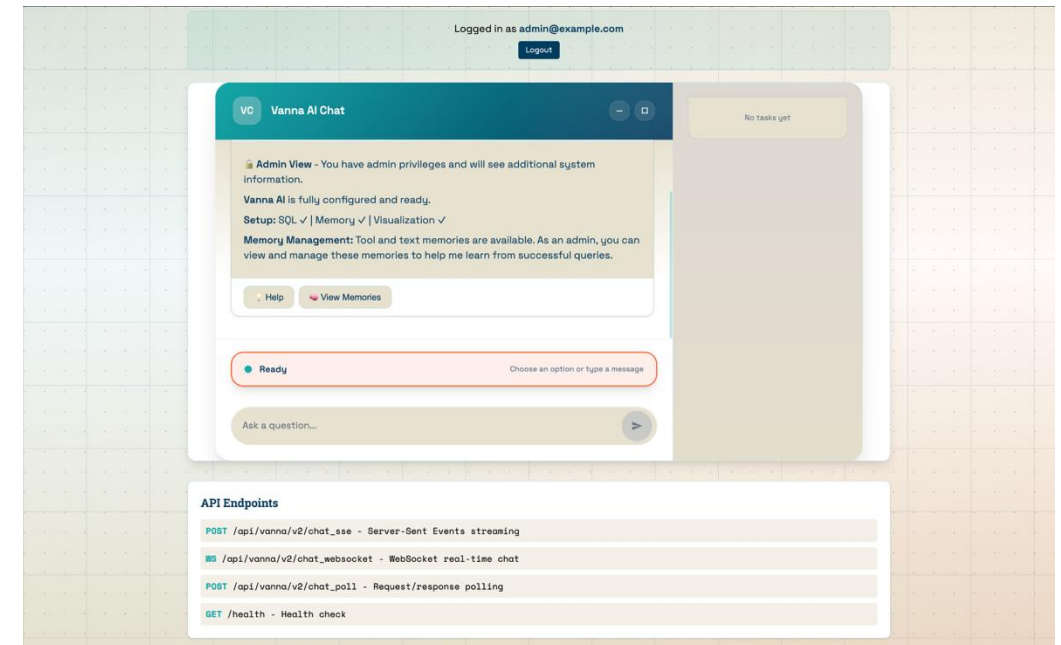 Logged in as admin@example.com
Logout
VC Vanna AI Chat
No tasks yet
🔒 Admin View - You have admin privileges and will see additional system
information.
Vanna AI is fully configured and ready.
Setup: SQL ✓ | Memory ✓ | Visualization ✓
Memory Management: Tool and text memories are available. As an admin, you can
view and manage these memories to help me learn from successful queries.
💡 Help 🧠 View Memories
Ready Choose an option or type a message
Ask a question...
API Endpoints
POST /api/vanna/v2/chat_sse - Server-Sent Events streaming
WS /api/vanna/v2/chat_websocket - WebSocket real-time chat
POST /api/vanna/v2/chat_poll - Request/response polling
GET /health - Health check